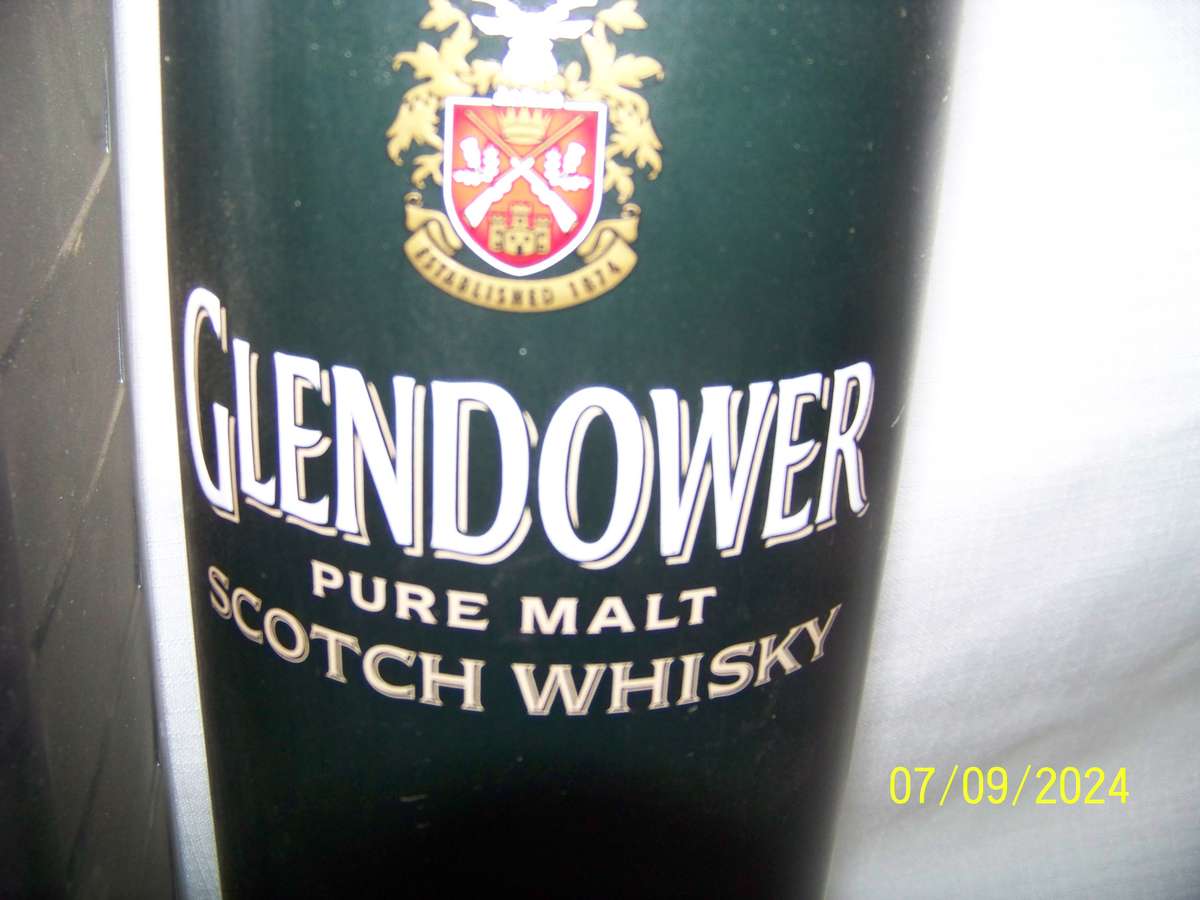 ESTABLISHED 1874
GLENDOWER
PURE MALT
SCOTCH WHISKY
07/09/2024